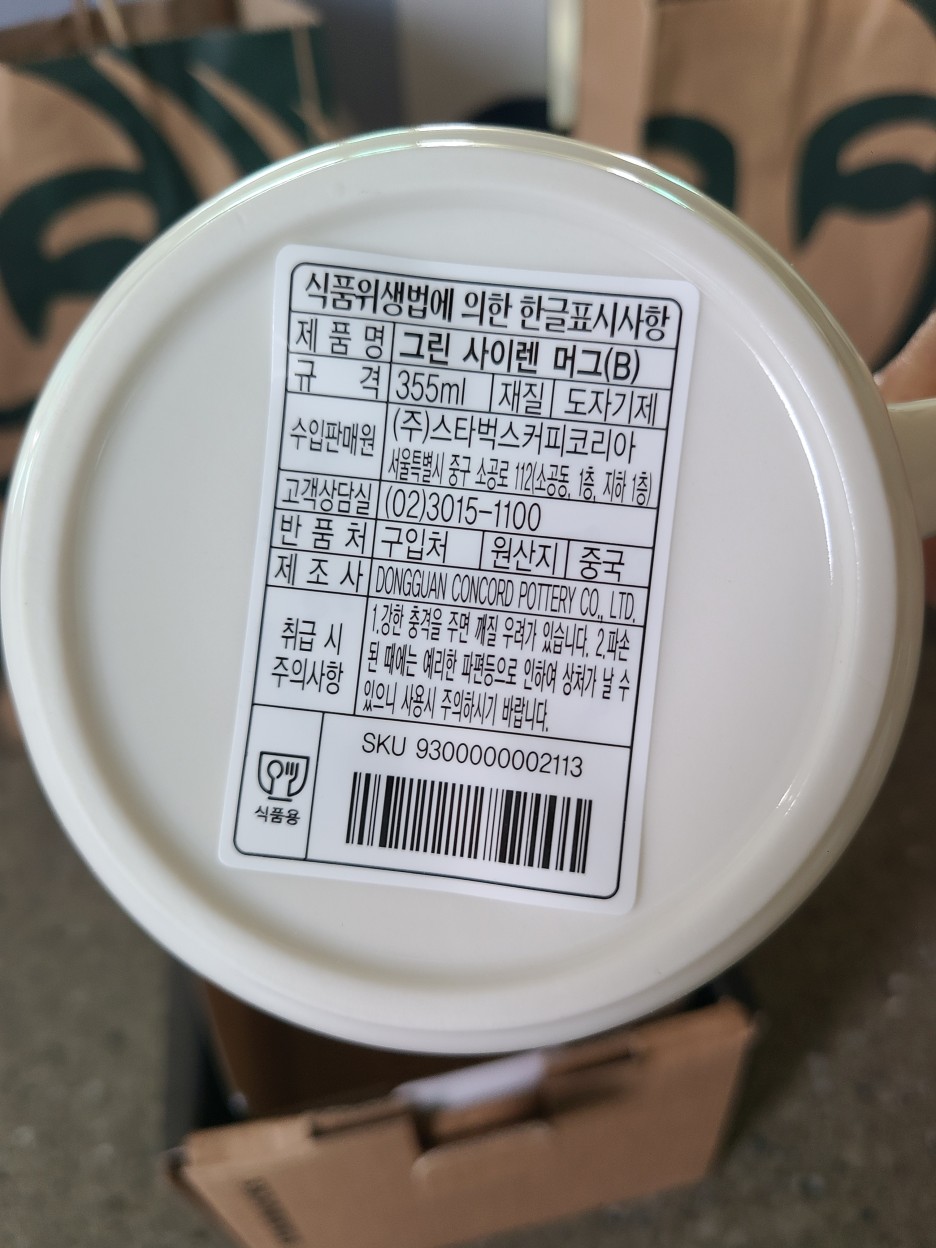 식품위생법에 의한 한글표시사항
제 품 명 그린 사이렌 머그(B)
규 격 355ml 재질 도자기제
수입판매원 (주)스타벅스커피코리아
서울특별시 중구 소공로 112(소공동, 1층, 지하 1층)
고객상담실 (02)3015-1100
반 품 처 구입처 원산지 중국
제 조 사 DONGGUAN CONCORD POTTERY CO., LTD.
취급 시 주의사항 1.강한 충격을 주면 깨질 우려가 있습니다. 2.파손
된 때에는 예리한 파편등으로 인하여 상처가 날 수
있으니 사용시 주의하시기 바랍니다.
SKU 9300000002113
식품용